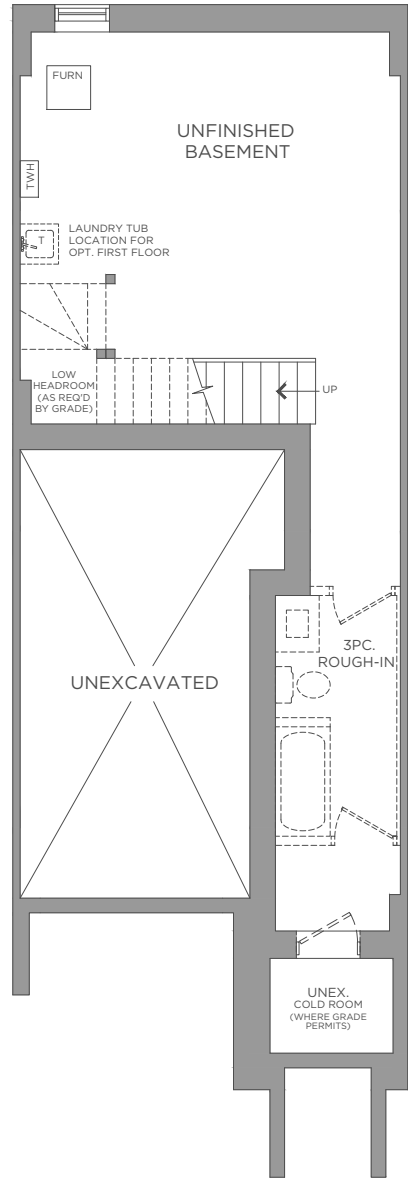 FURN
UNFINISHED
BASEMENT
TWH
T
LAUNDRY TUB
LOCATION FOR
OPT. FIRST FLOOR
LOW
HEADROOM
(AS REQ'D
BY GRADE)
UP
3PC.
ROUGH-IN
UNEXCAVATED
UNEX.
COLD ROOM
(WHERE GRADE
PERMITS)